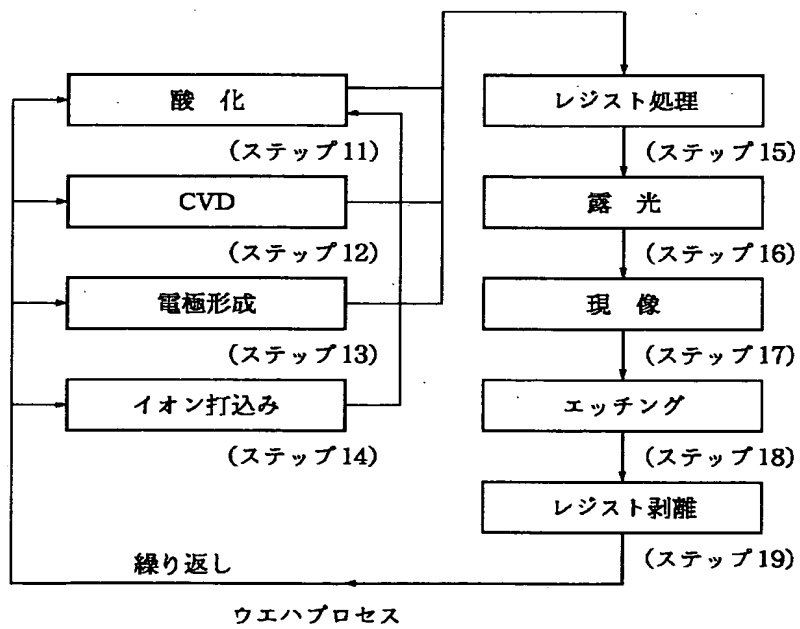 酸 化
(ステップ11)
CVD
(ステップ12)
電極形成
(ステップ13)
イオン打込み
(ステップ14)
レジスト処理
(ステップ15)
露 光
(ステップ16)
現 像
(ステップ17)
エッチング
(ステップ18)
レジスト剥離
(ステップ19)
繰り返し
ウエハプロセス